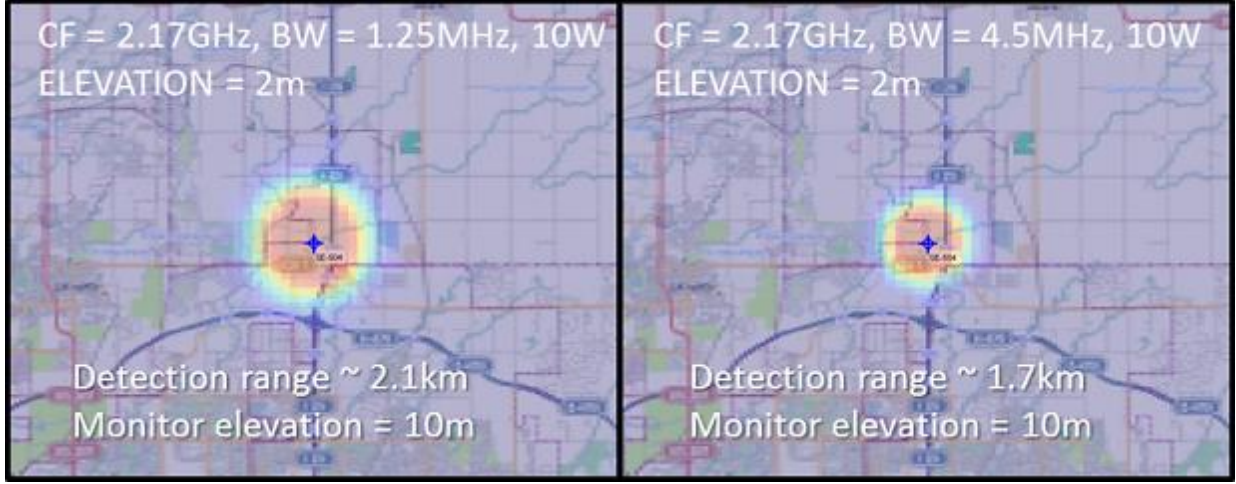 CF = 2.17GHz, BW = 1.25MHz, 10W
ELEVATION = 2m
Detection range ~ 2.1km
Monitor elevation = 10m
CF = 2.17GHz, BW = 4.5MHz, 10W
ELEVATION = 2m
Detection range ~ 1.7km
Monitor elevation = 10m